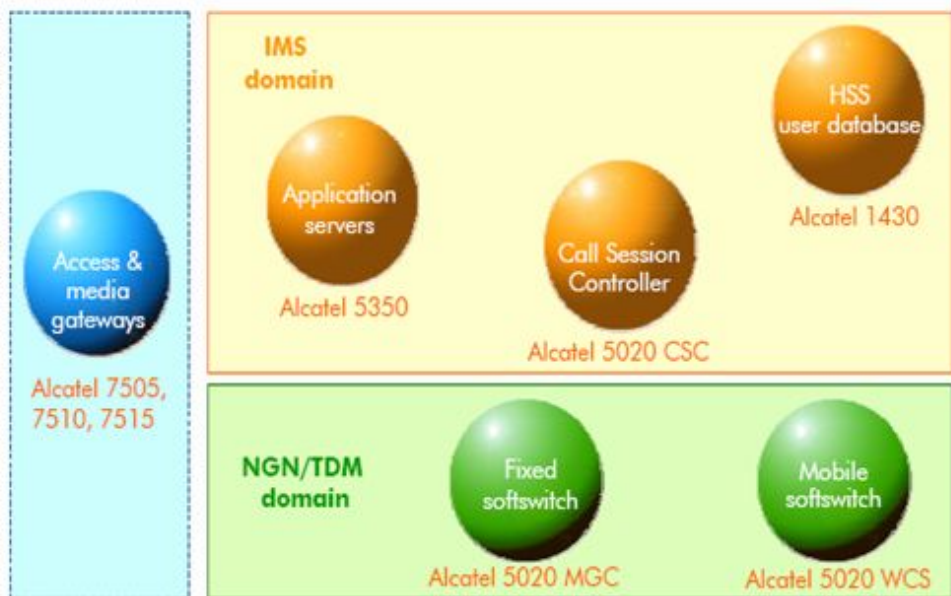 Access &
media
gateways
Alcatel 7505,
7510, 7515
IMS
domain
Application
servers
Alcatel 5350
Call Session
Controller
Alcatel 5020 CSC
HSS
user database
Alcatel 1430
NGN/TDM
domain
Fixed
softswitch
Alcatel 5020 MGC
Mobile
softswitch
Alcatel 5020 WCS